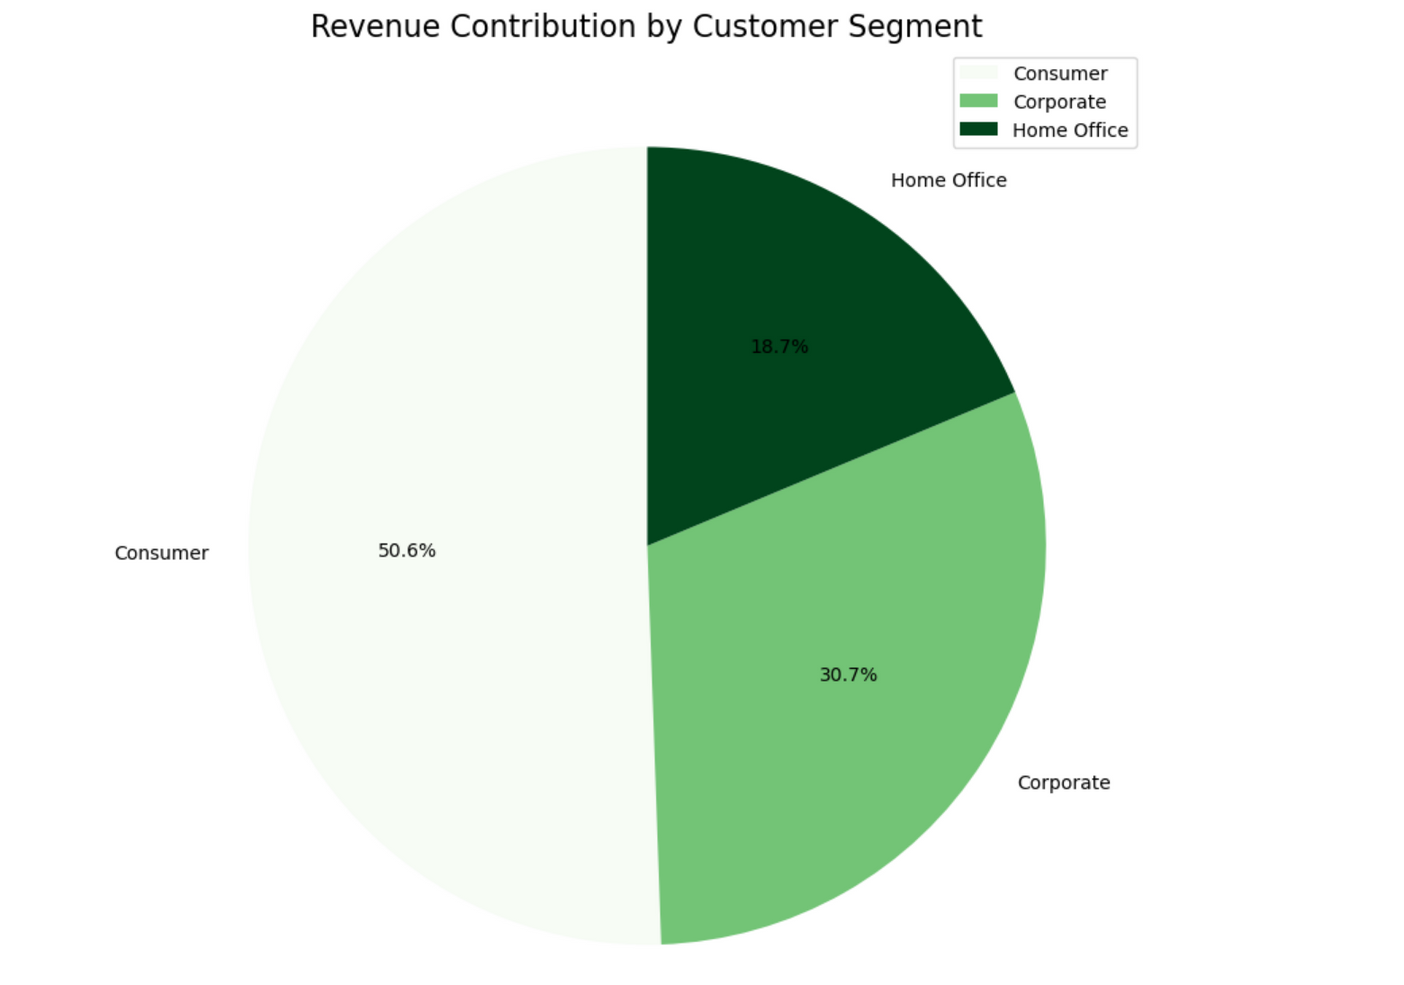 Revenue Contribution by Customer Segment
Consumer
Corporate
Home Office
Home Office
18.7%
Consumer
50.6%
30.7%
Corporate